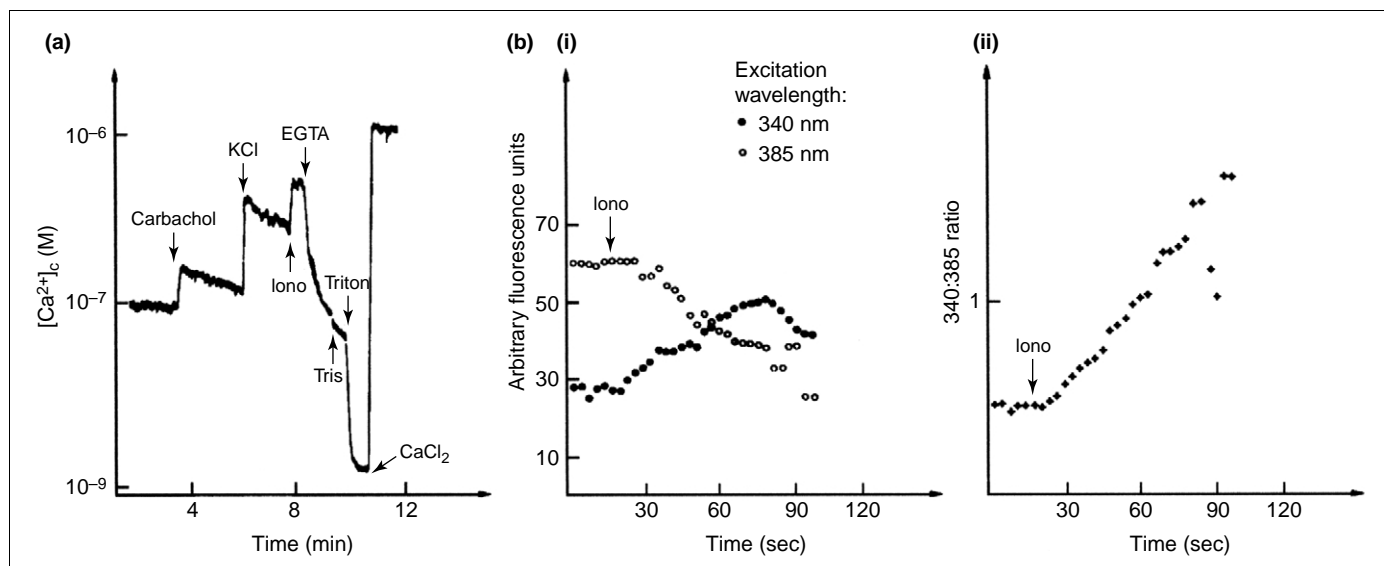 (a)
[Ca²⁺]c (M)
10⁻⁶
10⁻⁷
10⁻⁹
Carbachol
KCl
EGTA
Iono
Triton
Tris
CaCl₂
4
8
12
Time (min)
(b) (i)
Excitation
wavelength:
340 nm
385 nm
Arbitrary fluorescence units
70
50
30
10
Iono
30
60
90
120
Time (sec)
(ii)
340:385 ratio
1
Iono
30
60
90
120
Time (sec)